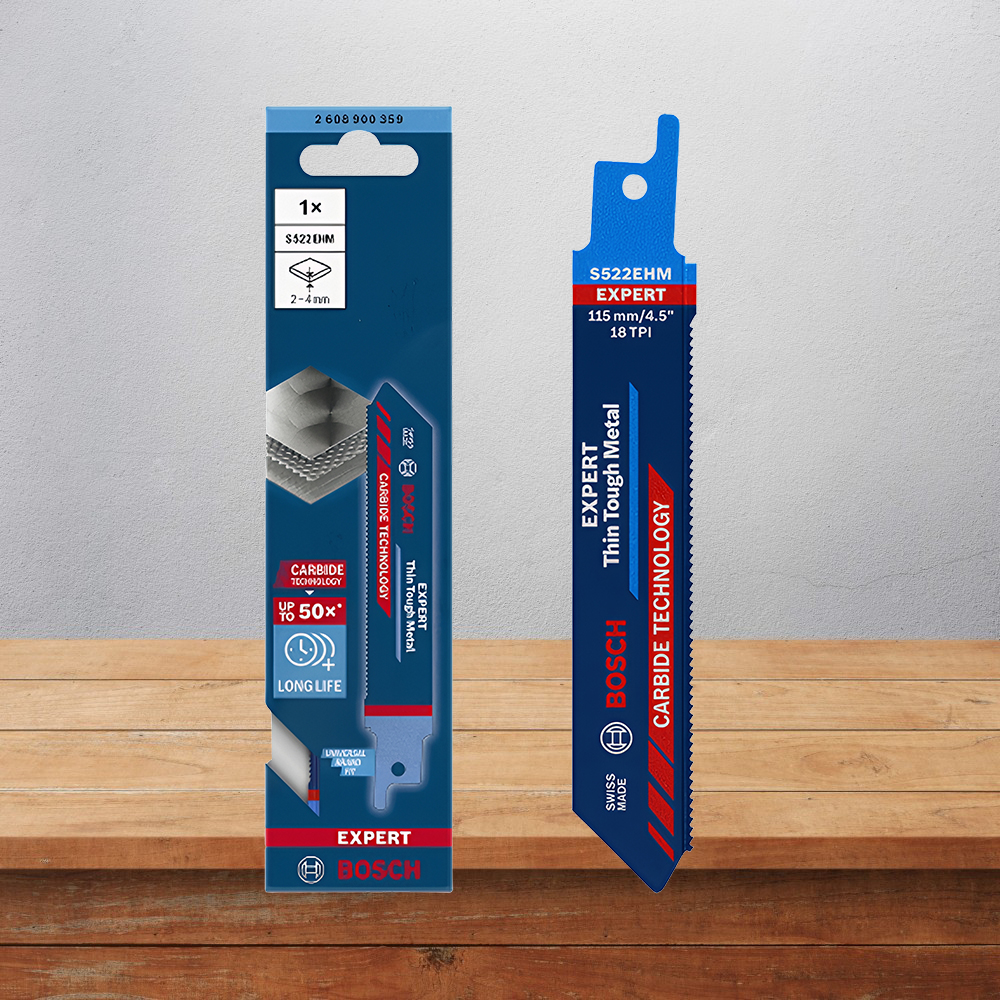 2 608 900 359
1×
S522EHM
2-4 mm
BOSCH
CARBIDE TECHNOLOGY
EXPERT
Thin Tough Metal
CARBIDE
TECHNOLOGY
UP TO 50×*
LONG LIFE
EXPERT
BOSCH
S522EHM
EXPERT
115 mm/4.5"
18 TPI
EXPERT
Thin Tough Metal
CARBIDE TECHNOLOGY
BOSCH
SWISS
MADE